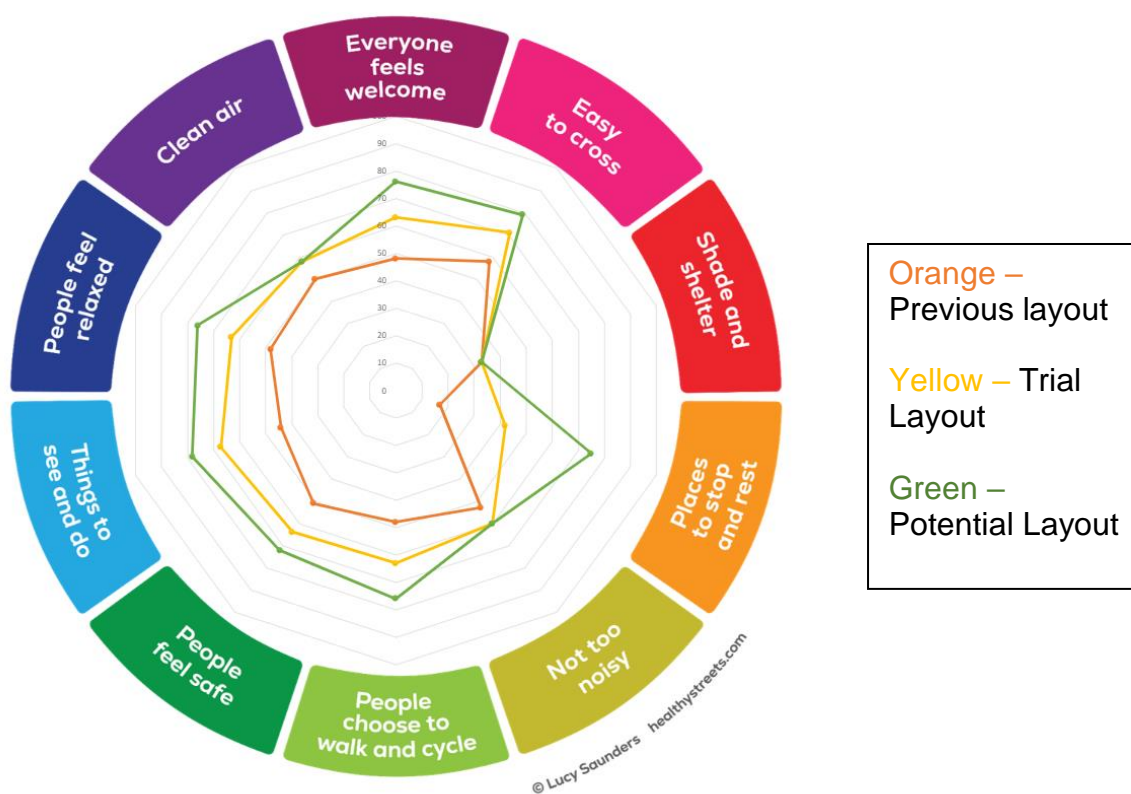 Everyone
feels
welcome
Easy
to cross
Shade and
shelter
Places
to stop
and rest
Not too
noisy
People
choose to
walk and cycle
People
feel safe
Things to
see and do
People feel
relaxed
Clean air
100
90
80
70
60
50
40
30
20
10
0
© Lucy Saunders healthystreets.com
Orange –
Previous layout
Yellow – Trial
Layout
Green –
Potential Layout